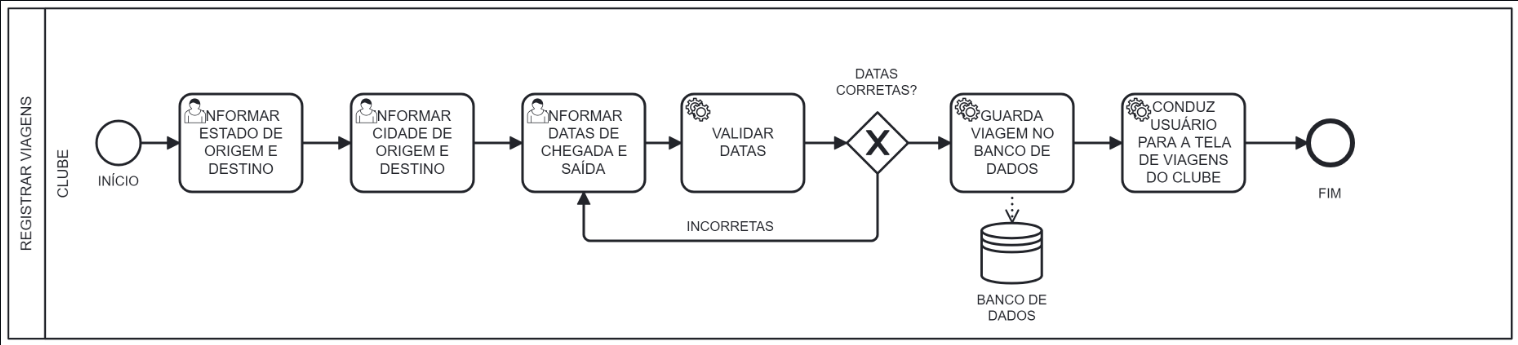 REGISTRAR VIAGENS
CLUBE
INÍCIO
NFORMAR
ESTADO DE
ORIGEM E
DESTINO
NFORMAR
CIDADE DE
ORIGEM E
DESTINO
NFORMAR
DATAS DE
CHEGADA E
SAÍDA
VALIDAR
DATAS
DATAS
CORRETAS?
INCORRETAS
GUARDA
VIAGEM NO
BANCO DE
DADOS
BANCO DE
DADOS
CONDUZ
USUÁRIO
PARA A TELA
DE VIAGENS
DO CLUBE
FIM